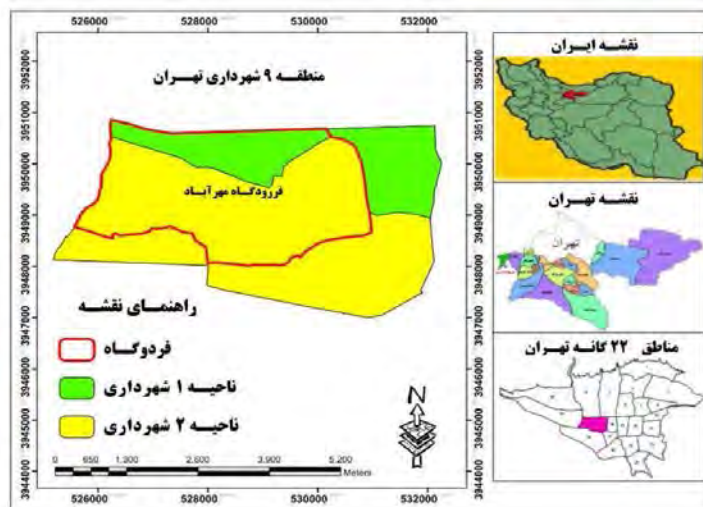 526000 528000 530000 532000
منطقه ۹ شهرداری تهران
فررودگاه مهرآباد
راهنمای نقشه
فردوگاه
ناحیه ۱ شهرداری
ناحیه ۲ شهرداری
N
0 650 1,300 2,600 3,900 5,200
Meters
3952000
3951000
3950000
3949000
3948000
3947000
3946000
3945000
3944000
3952000
3951000
3950000
3949000
3948000
3947000
3946000
3945000
3944000
526000 528000 530000 532000
نقشه ایران
نقشه تهران
تهران
مناطق ۲۲ گانه تهران